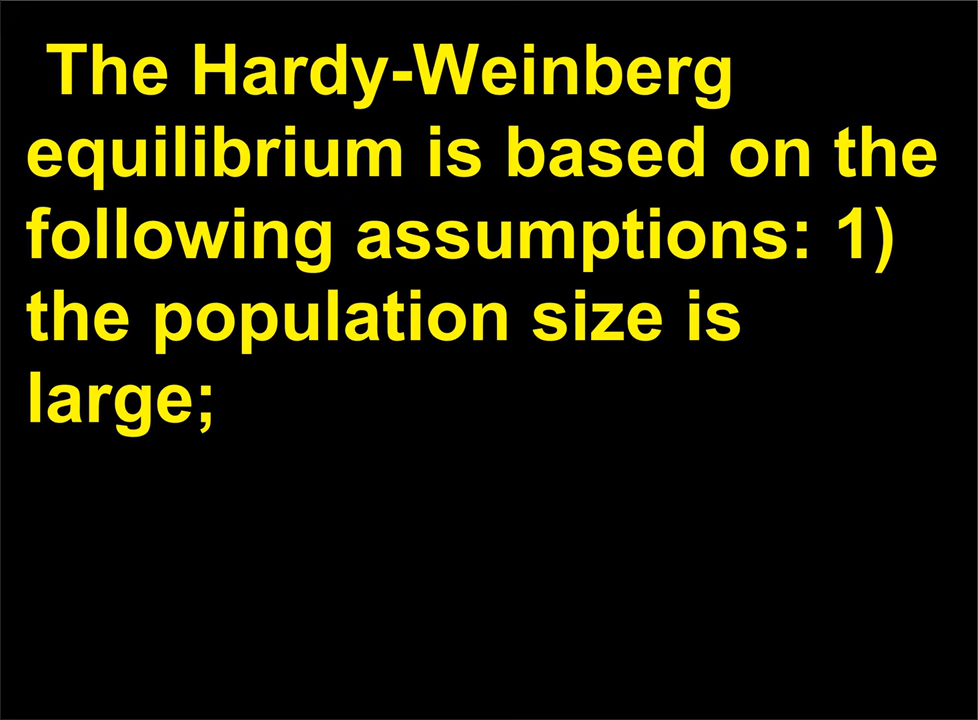 The Hardy-Weinberg
equilibrium is based on the
following assumptions: 1)
the population size is
large;